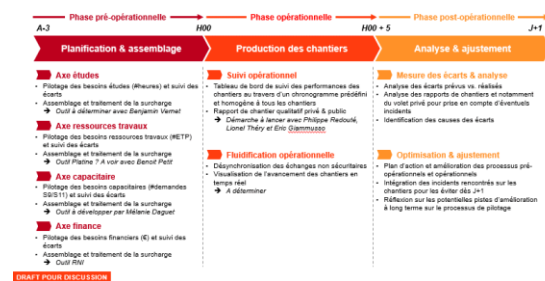 Phase pré-opérationnelle
Phase opérationnelle
Phase post-opérationnelle
A-3
H00
H00 + 5
J+1
Planification & assemblage
Production des chantiers
Analyse & ajustement
Axe études
• Pilotage des besoins études (#heures) et suivi des
écarts
• Assemblage et traitement de la surcharge
➔ Outil à déterminer avec Benjamin Vernet
Axe ressources travaux
• Pilotage des besoins ressources travaux (#ETP)
et suivi des écarts
• Assemblage et traitement de la surcharge
➔ Outil Platine ? A voir avec Benoit Petit
Axe capacitaire
• Pilotage des besoins capacitaires (#demandes
S9/S11) et suivi des écarts
• Assemblage et traitement de la surcharge
➔ Outil à développer par Mélanie Daguet
Axe finance
• Pilotage des besoins financiers (€) et suivi des
écarts
• Assemblage et traitement de la surcharge
➔ Outil RNI
Suivi opérationnel
• Tableau de bord de suivi des performances des
chantiers au travers d'un chronogramme prédéfini
et homogène à tous les chantiers
• Rapport de chantier qualitatif privé & public
➔ Démarche à lancer avec Philippe Redouté,
Lionel Théry et Eric Giammusso
Fluidification opérationnelle
• Désynchronisation des échanges non sécuritaires
• Visualisation de l'avancement des chantiers en
temps réel
➔ A déterminer
Mesure des écarts & analyse
• Analyse des écarts prévus vs. réalisés
• Analyse des rapports de chantiers et notamment
du volet privé pour prise en compte d'éventuels
incidents
• Identification des causes des écarts
Optimisation & ajustement
• Plan d'action et amélioration des processus pré-
opérationnels et opérationnels
• Intégration des incidents rencontrés sur les
chantiers pour les éviter dès J+1
• Réflexion sur les potentielles pistes d'amélioration
à long terme sur le processus de pilotage
DRAFT POUR DISCUSSION